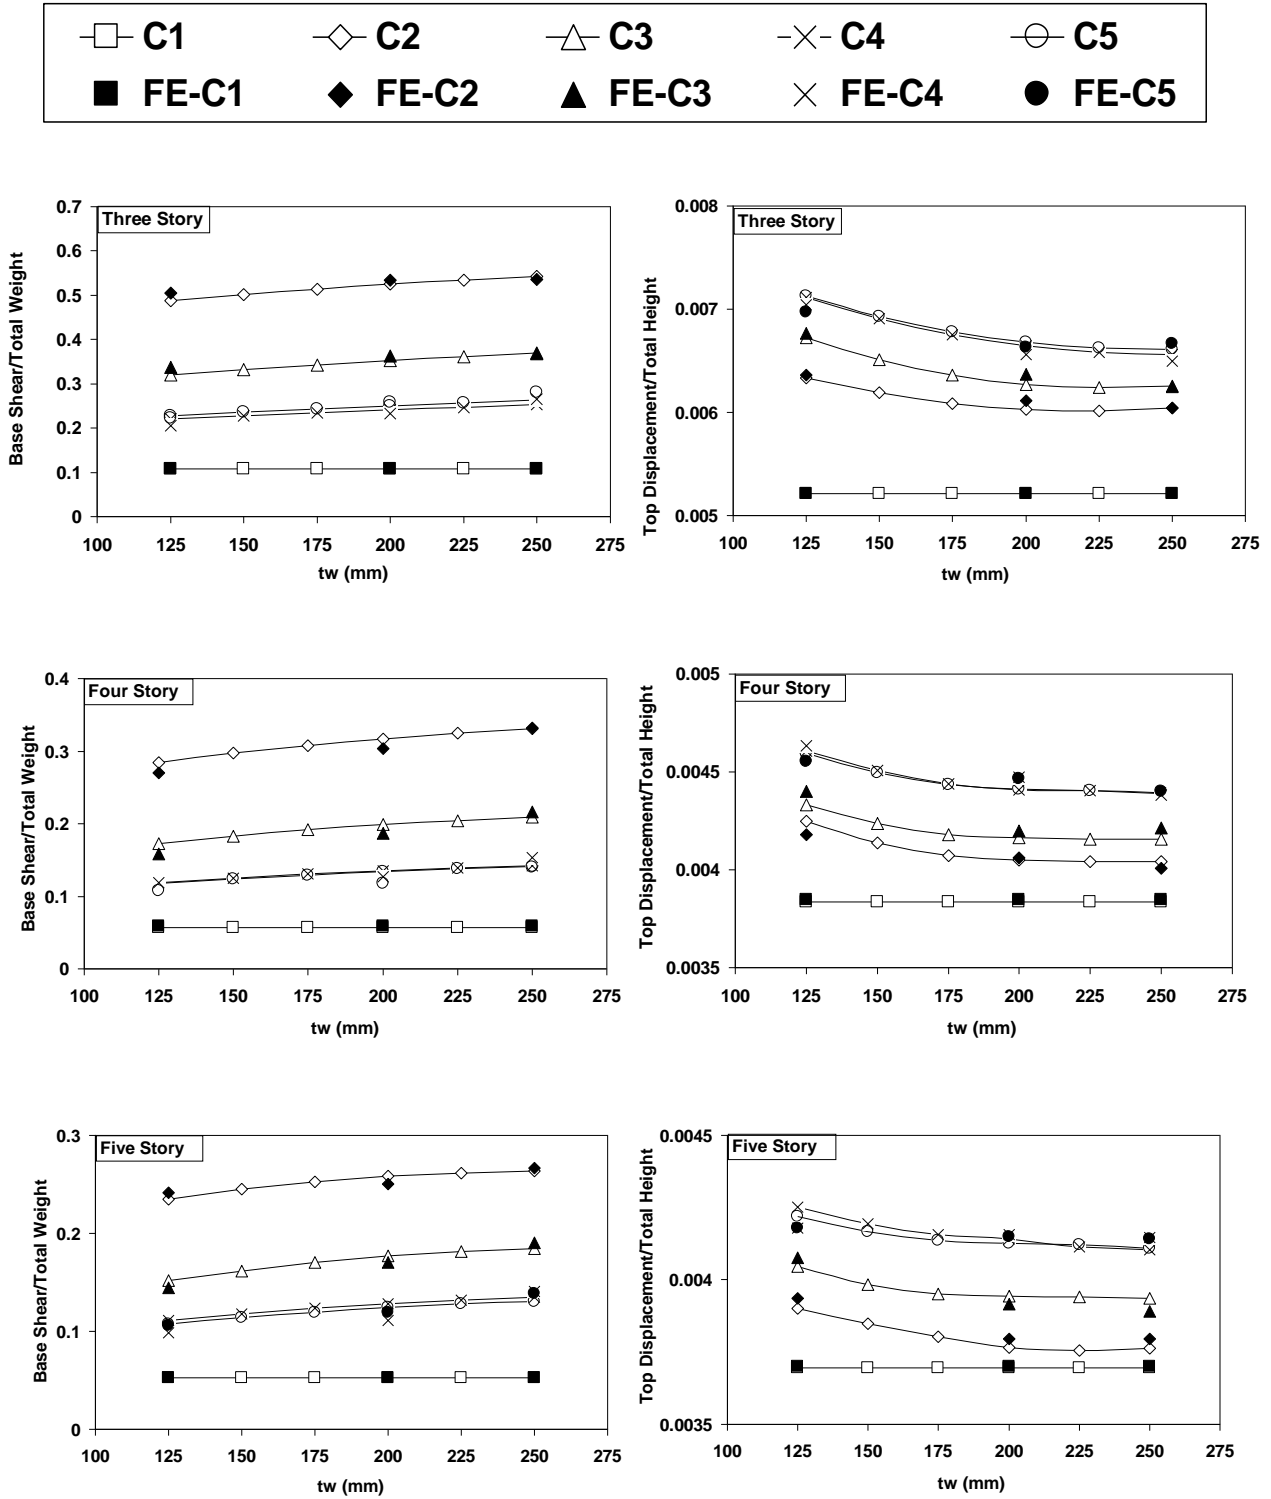 C1 C2 C3 C4 C5
FE-C1 FE-C2 FE-C3 FE-C4 FE-C5
Three Story
Base Shear/Total Weight
0.7
0.6
0.5
0.4
0.3
0.2
0.1
0
100 125 150 175 200 225 250 275
tw (mm)
Three Story
Top Displacement/Total Height
0.008
0.007
0.006
0.005
100 125 150 175 200 225 250 275
tw (mm)
Four Story
Base Shear/Total Weight
0.4
0.3
0.2
0.1
0
100 125 150 175 200 225 250 275
tw (mm)
Four Story
Top Displacement/Total Height
0.005
0.0045
0.004
0.0035
100 125 150 175 200 225 250 275
tw (mm)
Five Story
Base Shear/Total Weight
0.3
0.2
0.1
0
100 125 150 175 200 225 250 275
tw (mm)
Five Story
Top Displacement/Total Height
0.0045
0.004
0.0035
100 125 150 175 200 225 250 275
tw (mm)